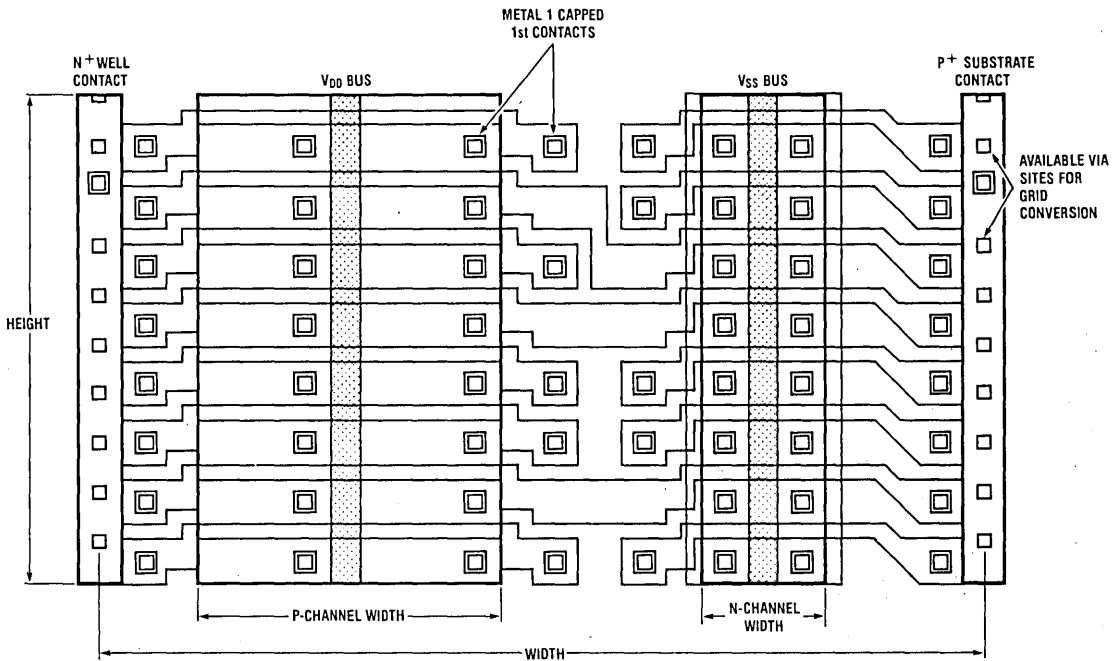 METAL 1 CAPPED
1st CONTACTS
N+ WELL
CONTACT
VDD BUS
VSS BUS
P+ SUBSTRATE
CONTACT
AVAILABLE VIA
SITES FOR
GRID
CONVERSION
HEIGHT
P-CHANNEL WIDTH
N-CHANNEL
WIDTH
WIDTH